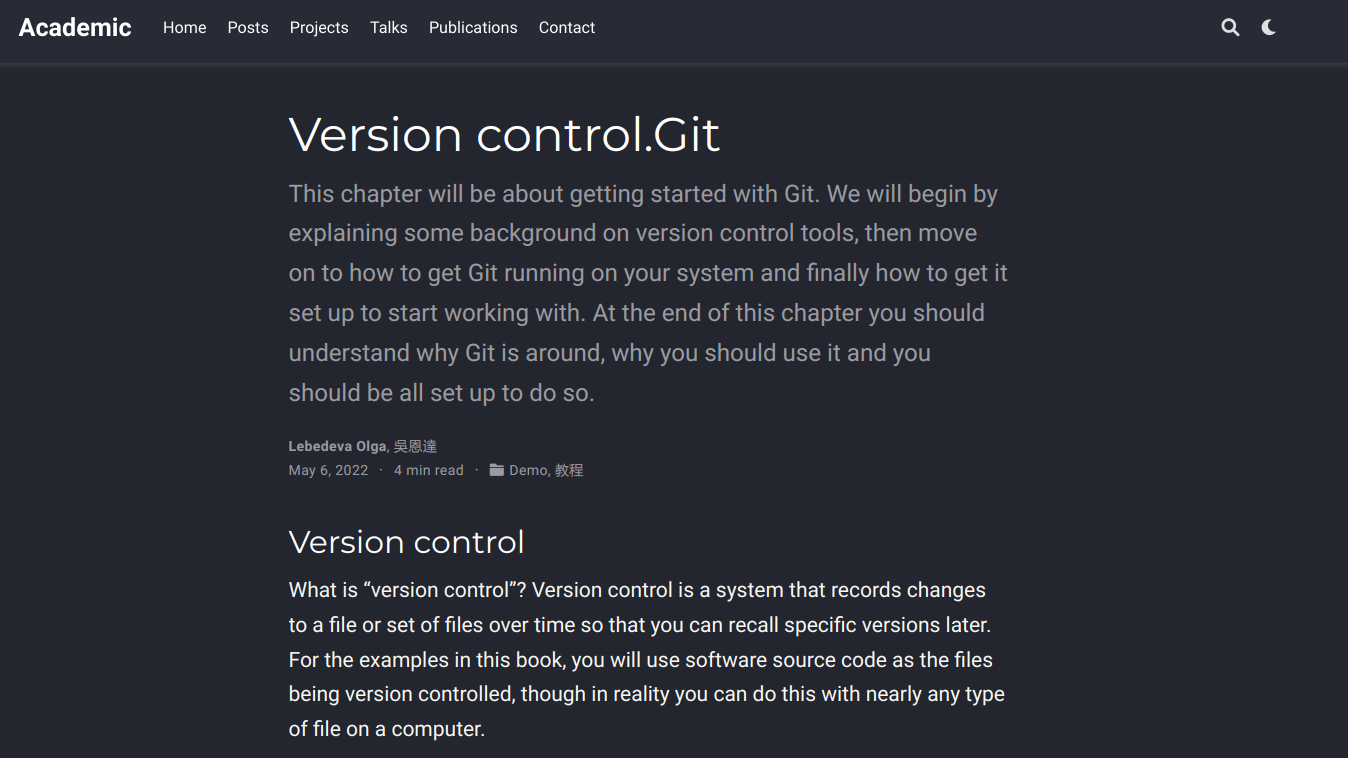 Academic Home Posts Projects Talks Publications Contact
Version control.Git
This chapter will be about getting started with Git. We will begin by
explaining some background on version control tools, then move
on to how to get Git running on your system and finally how to get it
set up to start working with. At the end of this chapter you should
understand why Git is around, why you should use it and you
should be all set up to do so.
Lebedeva Olga, 吳恩達
May 6, 2022 · 4 min read · Demo, 教程
Version control
What is “version control”? Version control is a system that records changes
to a file or set of files over time so that you can recall specific versions later.
For the examples in this book, you will use software source code as the files
being version controlled, though in reality you can do this with nearly any type
of file on a computer.